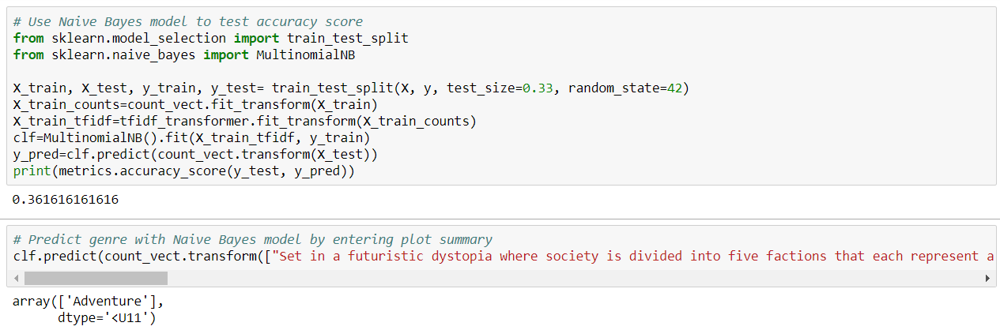 # Use Naive Bayes model to test accuracy score
from sklearn.model_selection import train_test_split
from sklearn.naive_bayes import MultinomialNB
X_train, X_test, y_train, y_test= train_test_split(X, y, test_size=0.33, random_state=42)
X_train_counts=count_vect.fit_transform(X_train)
X_train_tfidf=tfidf_transformer.fit_transform(X_train_counts)
clf=MultinomialNB().fit(X_train_tfidf, y_train)
y_pred=clf.predict(count_vect.transform(X_test))
print(metrics.accuracy_score(y_test, y_pred))
0.361616161616
# Predict genre with Naive Bayes model by entering plot summary
clf.predict(count_vect.transform(["Set in a futuristic dystopia where society is divided into five factions that each represent a
array(['Adventure'],
dtype='<U11')